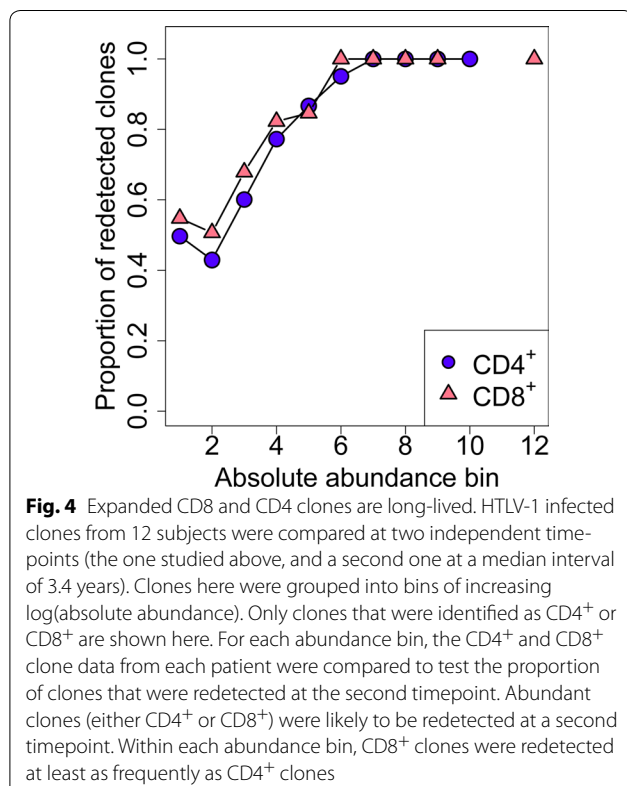 Proportion of redetected clones
1.0
0.8
0.6
0.4
0.2
0.0
CD4+
CD8+
2 4 6 8 10 12
Absolute abundance bin
Fig. 4 Expanded CD8 and CD4 clones are long-lived. HTLV-1 infected
clones from 12 subjects were compared at two independent time-
points (the one studied above, and a second one at a median interval
of 3.4 years). Clones here were grouped into bins of increasing
log(absolute abundance). Only clones that were identified as CD4+ or
CD8+ are shown here. For each abundance bin, the CD4+ and CD8+
clone data from each patient were compared to test the proportion
of clones that were redetected at the second timepoint. Abundant
clones (either CD4+ or CD8+) were likely to be redetected at a second
timepoint. Within each abundance bin, CD8+ clones were redetected
at least as frequently as CD4+ clones